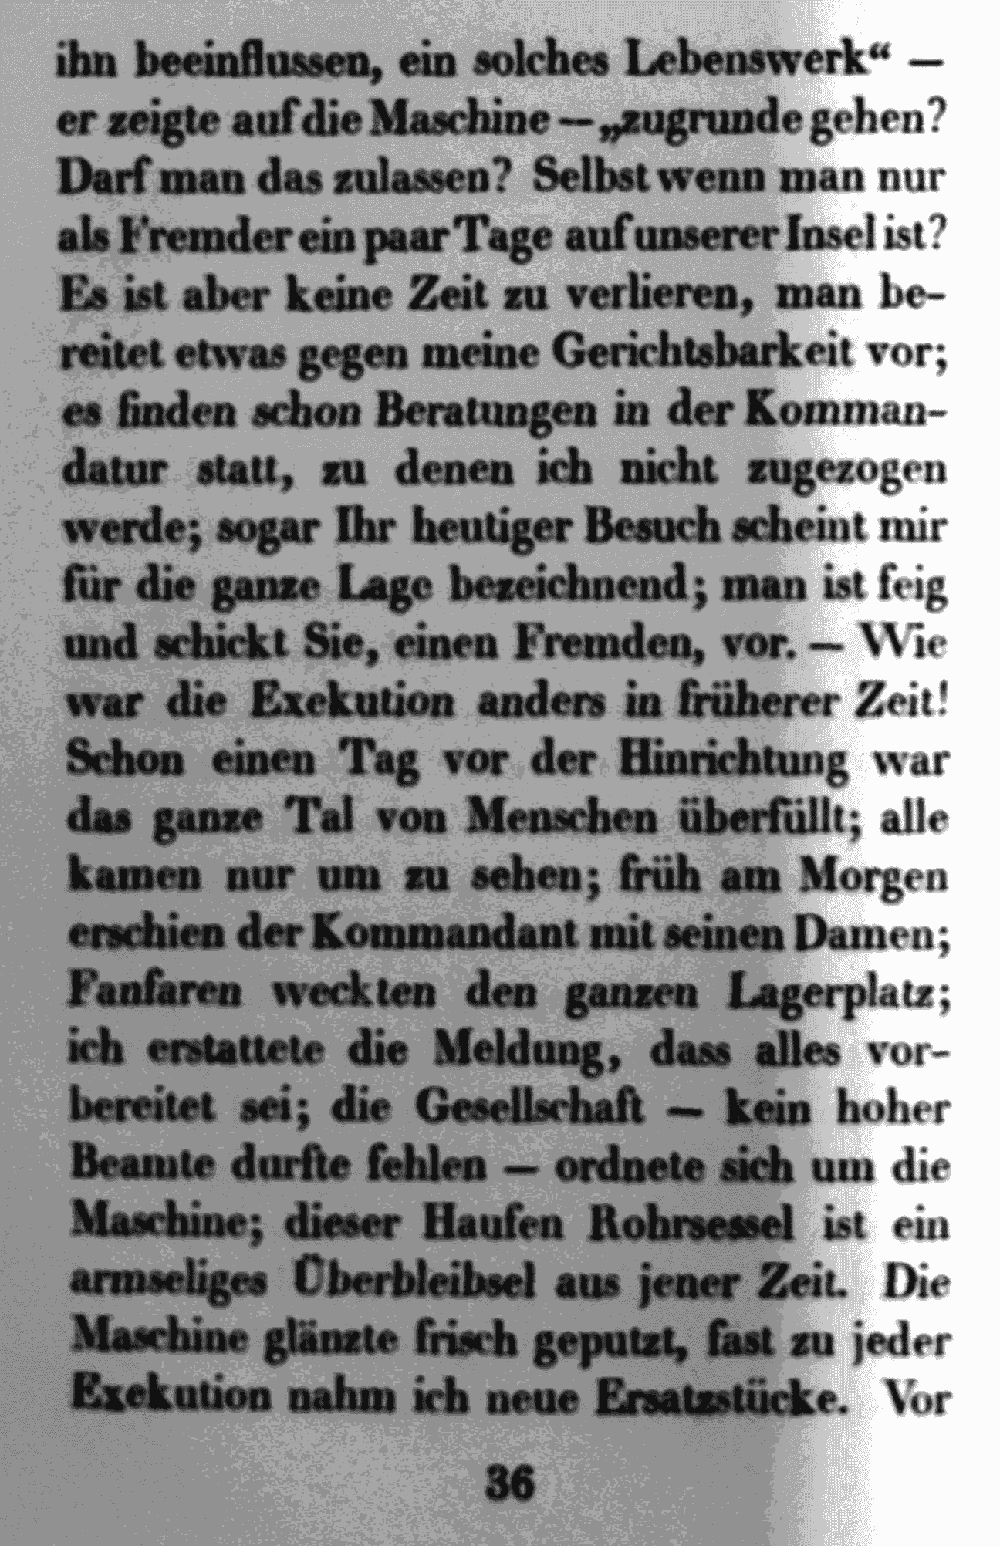 ihn beeinflussen, ein solches Lebenswerk“ —
er zeigte auf die Maschine — „zugrunde gehen?
Darf man das zulassen? Selbst wenn man nur
als Fremder ein paar Tage auf unserer Insel ist?
Es ist aber keine Zeit zu verlieren, man be-
reitet etwas gegen meine Gerichtsbarkeit vor;
es finden schon Beratungen in der Komman-
datur statt, zu denen ich nicht zugezogen
werde; sogar Ihr heutiger Besuch scheint mir
für die ganze Lage bezeichnend; man ist feig
und schickt Sie, einen Fremden, vor. — Wie
war die Exekution anders in früherer Zeit!
Schon einen Tag vor der Hinrichtung war
das ganze Tal von Menschen überfüllt; alle
kamen nur um zu sehen; früh am Morgen
erschien der Kommandant mit seinen Damen;
Fanfaren weckten den ganzen Lagerplatz;
ich erstattete die Meldung, dass alles vor-
bereitet sei; die Gesellschaft — kein hoher
Beamte durfte fehlen — ordnete sich um die
Maschine; dieser Haufen Rohrsessel ist ein
armseliges Überbleibsel aus jener Zeit. Die
Maschine glänzte frisch geputzt, fast zu jeder
Exekution nahm ich neue Ersatzstücke. Vor
36